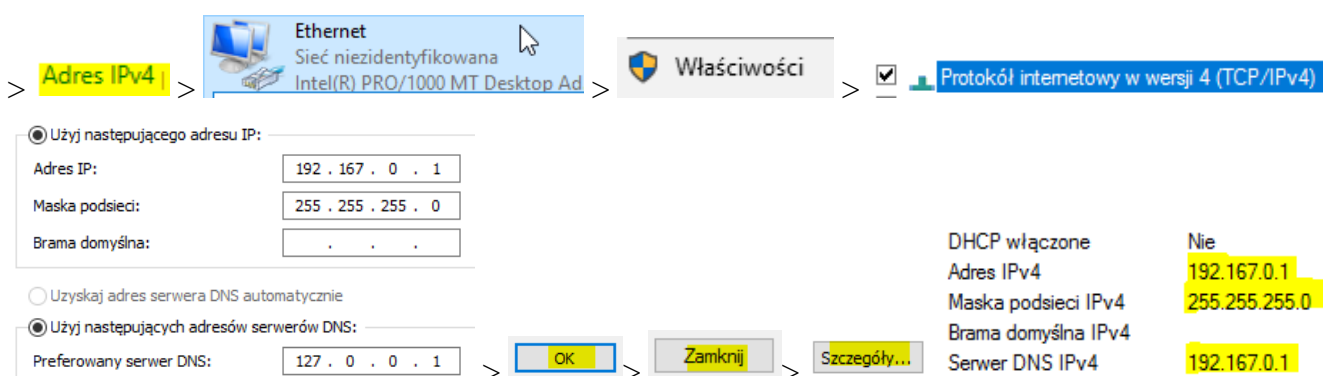 > Adres IPv4 > Ethernet
Sieć niezidentyfikowana
Intel(R) PRO/1000 MT Desktop Ad
> Właściwości > Protokół internetowy w wersji 4 (TCP/IPv4)
Użyj następującego adresu IP:
Adres IP: 192 . 167 . 0 . 1
Maska podsieci: 255 . 255 . 255 . 0
Brama domyślna: . . .
Uzyskaj adres serwera DNS automatycznie
Użyj następujących adresów serwerów DNS:
Preferowany serwer DNS: 127 . 0 . 0 . 1
> OK > Zamknij > Szczegóły...
DHCP włączone Nie
Adres IPv4 192.167.0.1
Maska podsieci IPv4 255.255.255.0
Brama domyślna IPv4
Serwer DNS IPv4 192.167.0.1